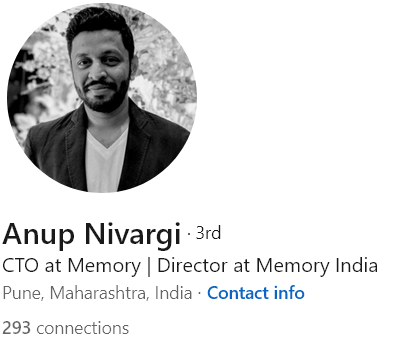 Anup Nivargi · 3rd
CTO at Memory | Director at Memory India
Pune, Maharashtra, India · Contact info
293 connections